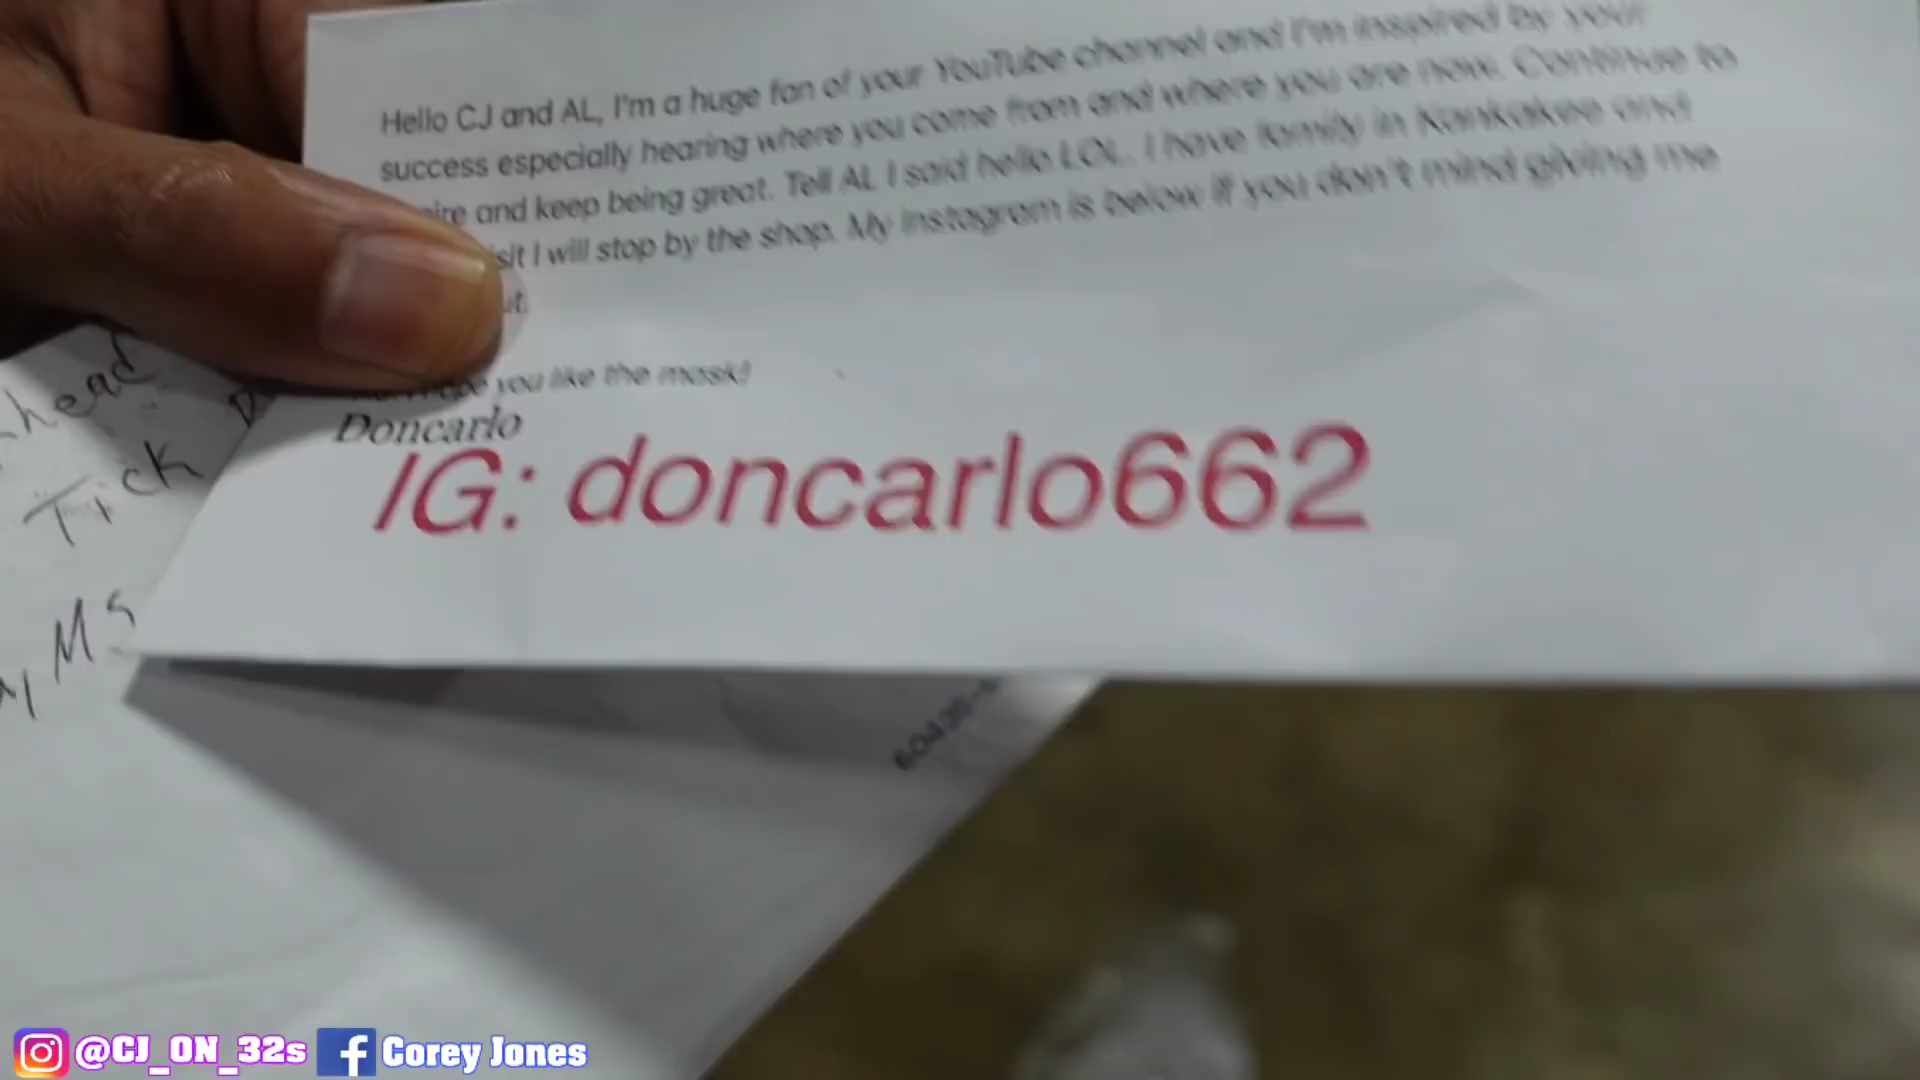 Hello CJ and AL, I'm a huge fan of your YouTube channel and I'm inspired by your
success especially hearing where you come from and where you are now. Continue to
and keep being great. Tell AL I said hello LOL. I have family in Kankakee and
I will stop by the shop. My Instagram is below if you don't mind giving me
you like the mask!
Doncarlo
IG: doncarlo662
head
Tick
Ms
@CJ_ON_32s
Corey Jones